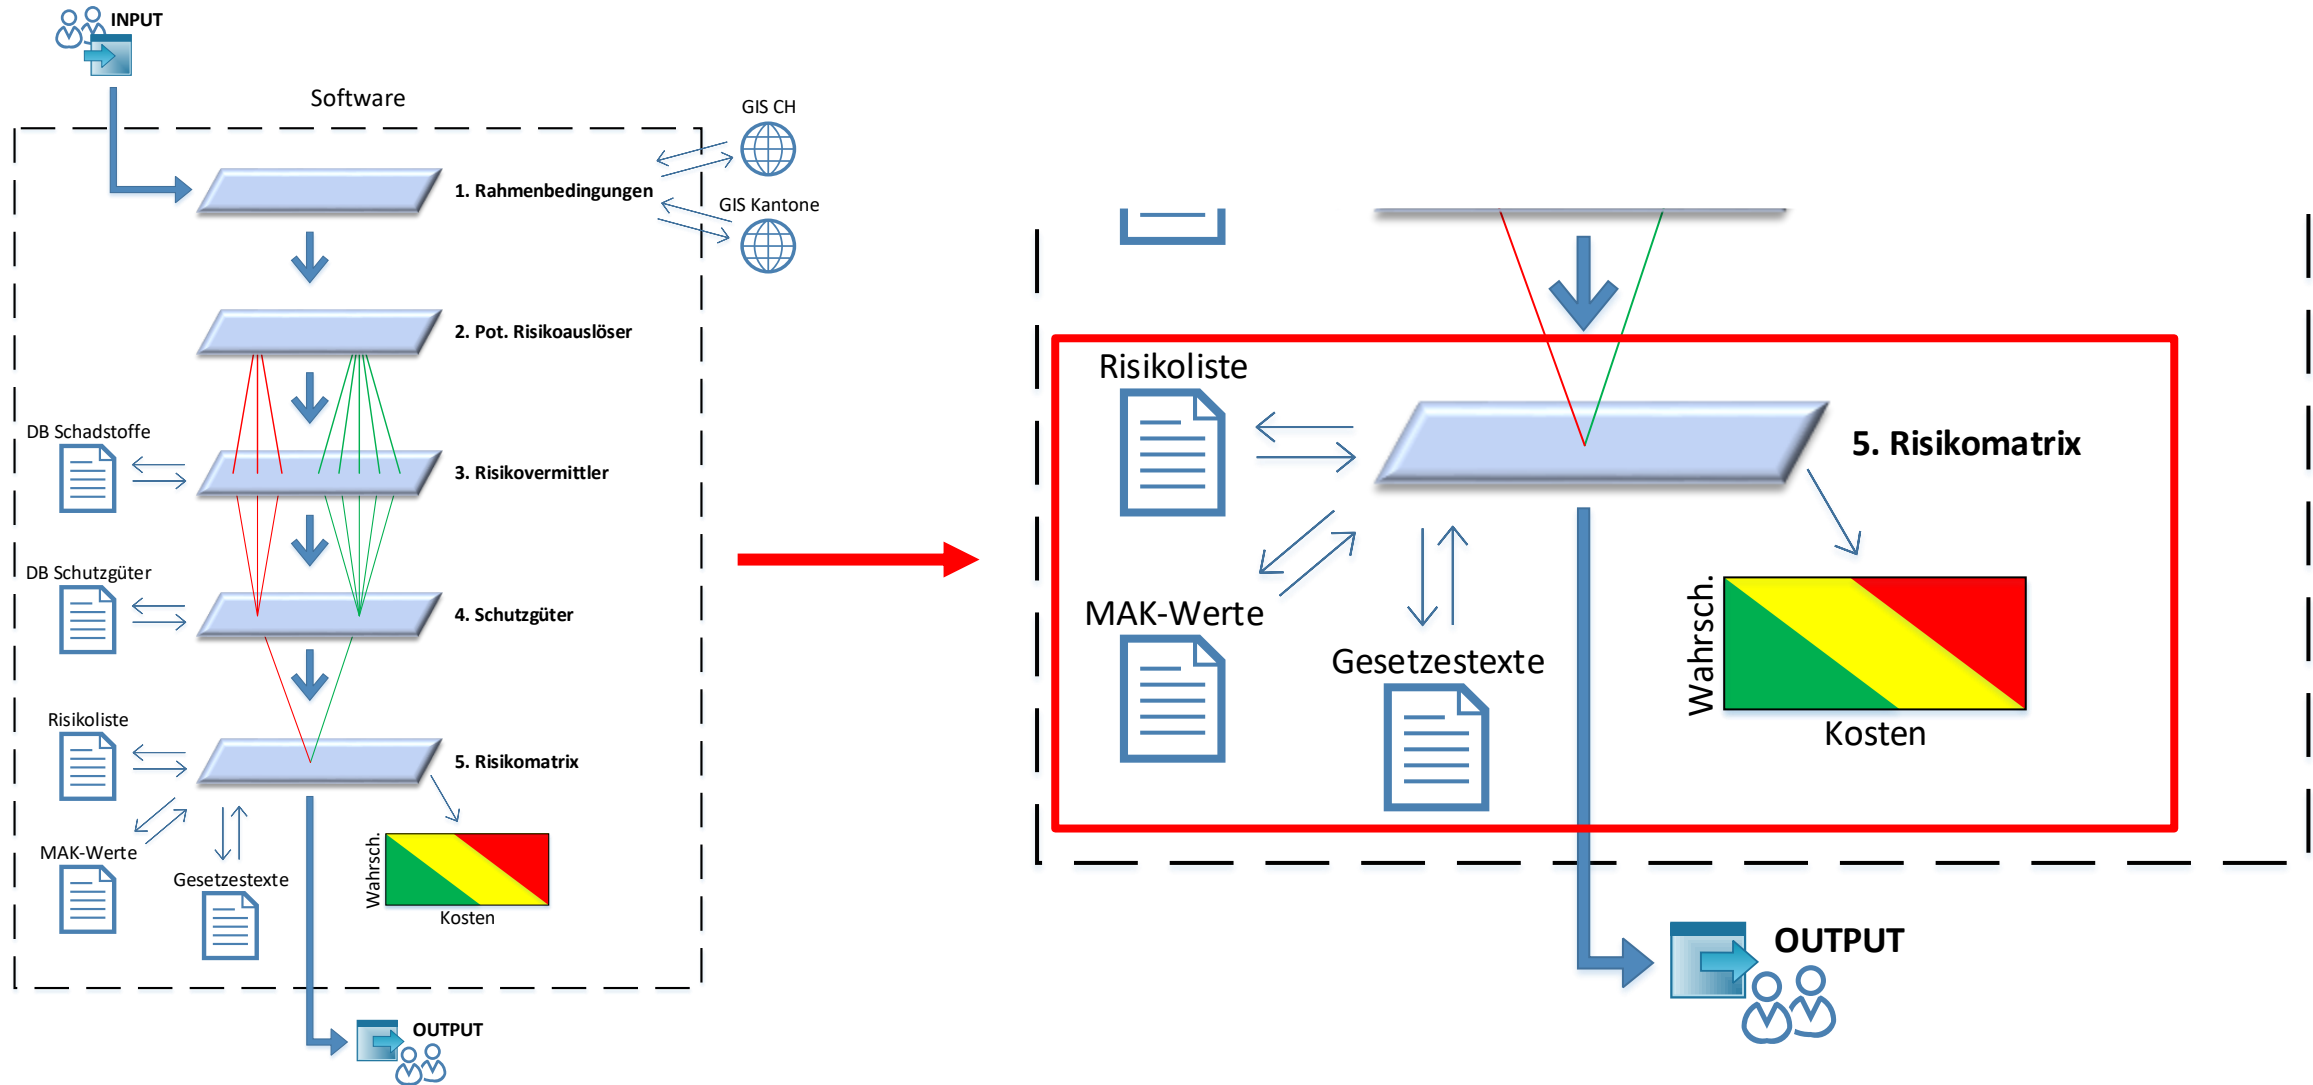 INPUT
Software
GIS CH
1. Rahmenbedingungen
GIS Kantone
2. Pot. Risikoauslöser
DB Schadstoffe
3. Risikovermittler
DB Schutzgüter
4. Schutzgüter
Risikoliste
5. Risikomatrix
MAK-Werte
Gesetzestexte
Wahrsch.
Kosten
OUTPUT
Risikoliste
5. Risikomatrix
MAK-Werte
Gesetzestexte
Wahrsch.
Kosten
OUTPUT